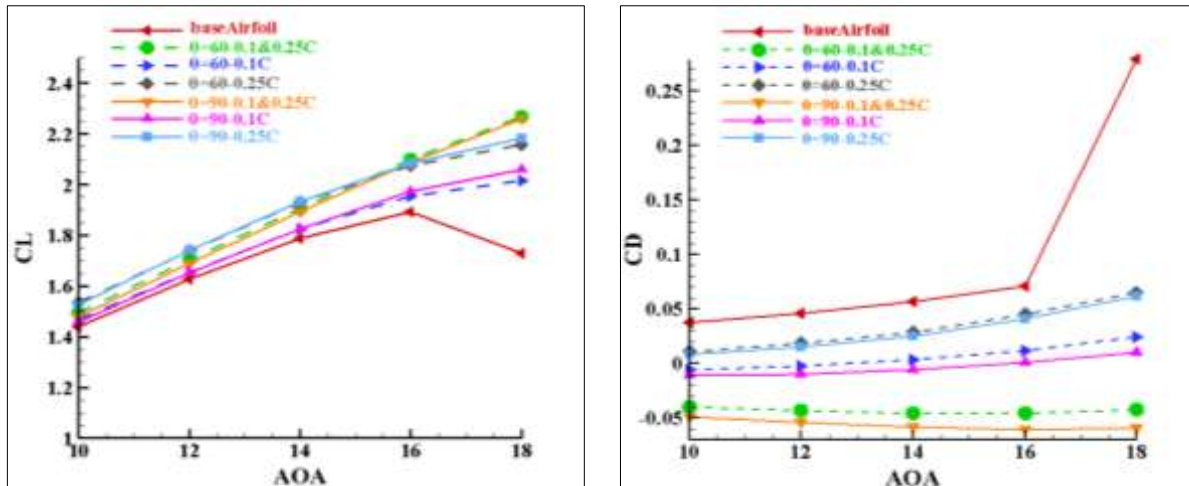 baseAirfoil
θ=60-0.1&0.25C
θ=60-0.1C
θ=60-0.25C
θ=90-0.1&0.25C
θ=90-0.1C
θ=90-0.25C
2.4
2.2
2
1.8
1.6
1.4
1.2
1
CL
10 12 14 16 18
AOA
baseAirfoil
θ=60-0.1&0.25C
θ=60-0.1C
θ=60-0.25C
θ=90-0.1&0.25C
θ=90-0.1C
θ=90-0.25C
0.25
0.2
0.15
0.1
0.05
0
-0.05
CD
10 12 14 16 18
AOA